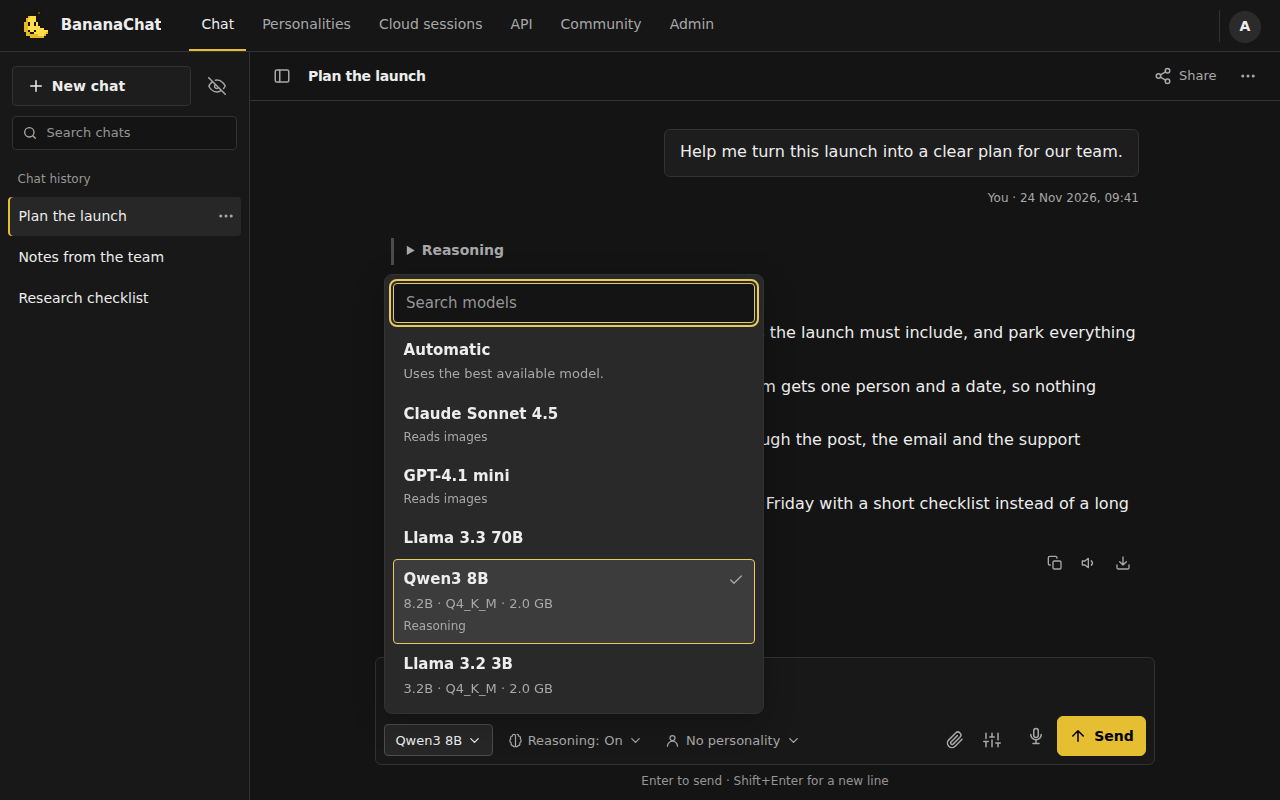 BananaChat
Chat
Personalities
Cloud sessions
API
Community
Admin
A
New chat
Search chats
Chat history
Plan the launch
Notes from the team
Research checklist
Plan the launch
Share
Help me turn this launch into a clear plan for our team.
You · 24 Nov 2026, 09:41
Reasoning
Search models
Automatic
Uses the best available model.
Claude Sonnet 4.5
Reads images
GPT-4.1 mini
Reads images
Llama 3.3 70B
Qwen3 8B
8.2B · Q4_K_M · 2.0 GB
Reasoning
Llama 3.2 3B
3.2B · Q4_K_M · 2.0 GB
the launch must include, and park everything
gets one person and a date, so nothing
the post, the email and the support
Friday with a short checklist instead of a long
Qwen3 8B
Reasoning: On
No personality
Send
Enter to send · Shift+Enter for a new line